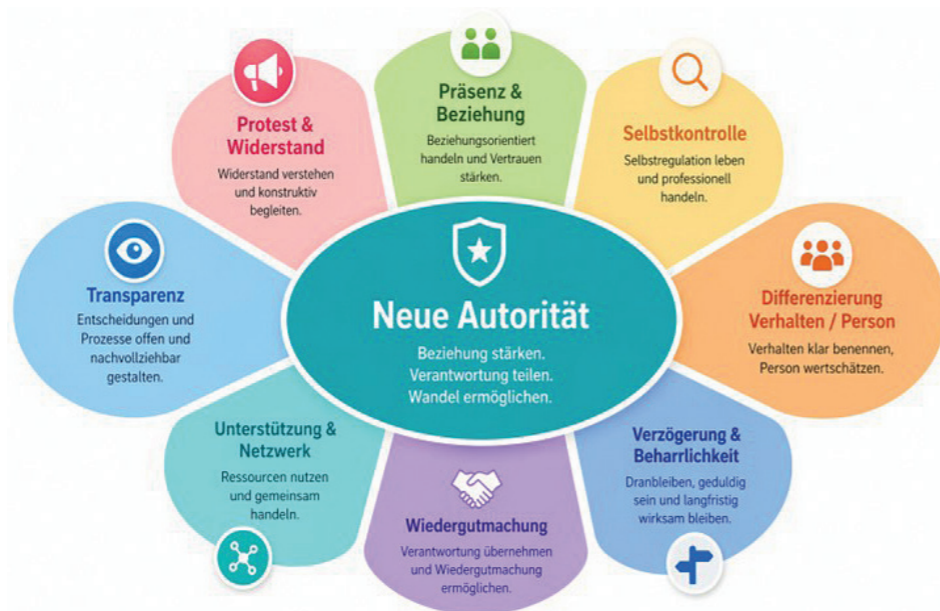 Protest &
Widerstand
Widerstand verstehen
und konstruktiv
begleiten.
Präsenz &
Beziehung
Beziehungsorientiert
handeln und Vertrauen
stärken.
Selbstkontrolle
Selbstregulation leben
und professionell
handeln.
Transparenz
Entscheidungen und
Prozesse offen und
nachvollziehbar
gestalten.
Neue Autorität
Beziehung stärken.
Verantwortung teilen.
Wandel ermöglichen.
Differenzierung
Verhalten / Person
Verhalten klar benennen,
Person wertschätzen.
Unterstützung &
Netzwerk
Ressourcen nutzen
und gemeinsam
handeln.
Wiedergutmachung
Verantwortung übernehmen
und Wiedergutmachung
ermöglichen.
Verzögerung &
Beharrlichkeit
Dranbleiben, geduldig
sein und langfristig
wirksam bleiben.